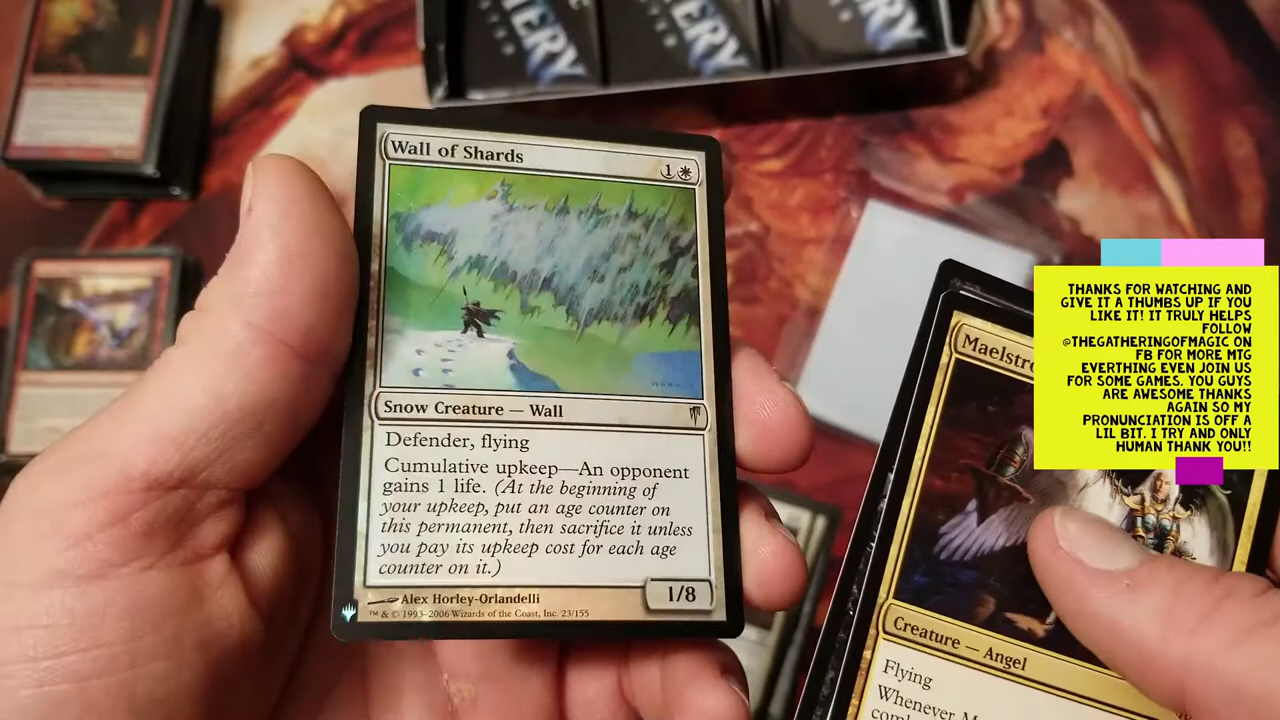 Wall of Shards
1
Snow Creature — Wall
Defender, flying
Cumulative upkeep—An opponent
gains 1 life. (At the beginning of
your upkeep, put an age counter on
this permanent, then sacrifice it unless
you pay its upkeep cost for each age
counter on it.)
1/8
Alex Horley-Orlandelli
™ & © 1993–2006 Wizards of the Coast, Inc. 23/155
Creature — Angel
Flying
Whenever
THANKS FOR WATCHING AND
GIVE IT A THUMBS UP IF YOU
LIKE IT! IT TRULY HELPS
FOLLOW
@THEGATHERINGOFMAGIC ON
FB FOR MORE MTG
EVERTHING EVEN JOIN US
FOR SOME GAMES. YOU GUYS
ARE AWESOME THANKS
AGAIN SO MY
PRONUNCIATION IS OFF A
LIL BIT. I TRY AND ONLY
HUMAN THANK YOU!!